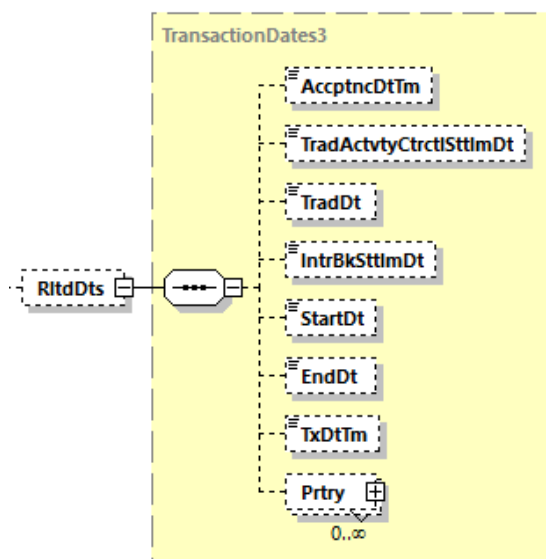 TransactionDates3
AccptncDtTm
TradActvtyCtrctlSttlmDt
TradDt
IntrBkSttlmDt
RltdDts
StartDt
EndDt
TxDtTm
Prtry
0..∞